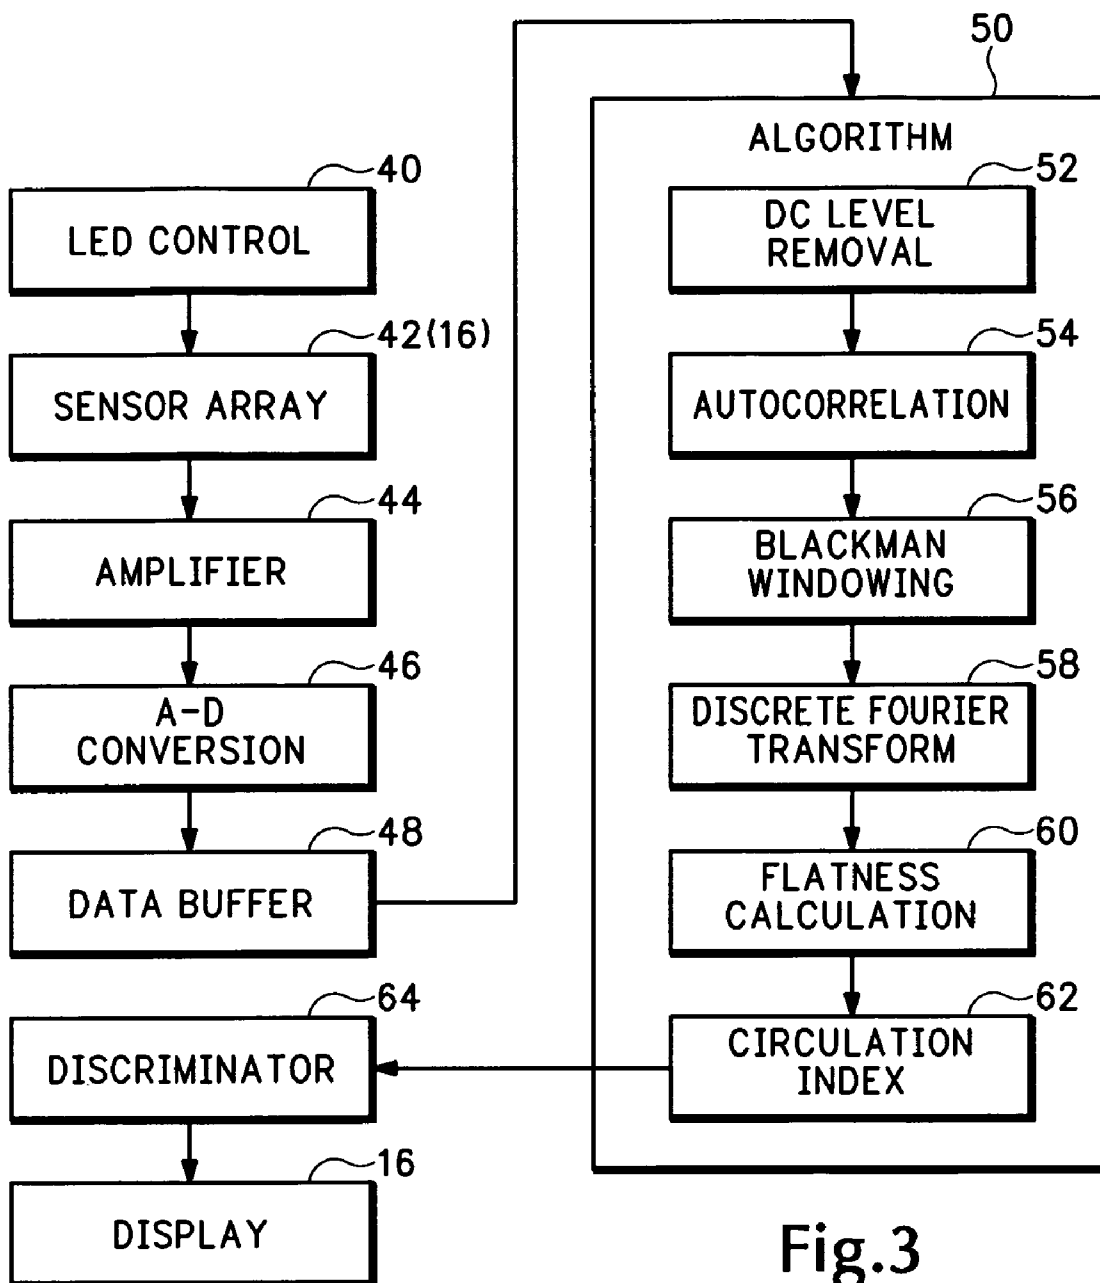 40
LED CONTROL
42(16)
SENSOR ARRAY
44
AMPLIFIER
46
A-D
CONVERSION
48
DATA BUFFER
50
ALGORITHM
52
DC LEVEL
REMOVAL
54
AUTOCORRELATION
56
BLACKMAN
WINDOWING
58
DISCRETE FOURIER
TRANSFORM
60
FLATNESS
CALCULATION
62
CIRCULATION
INDEX
64
DISCRIMINATOR
16
DISPLAY
Fig.3